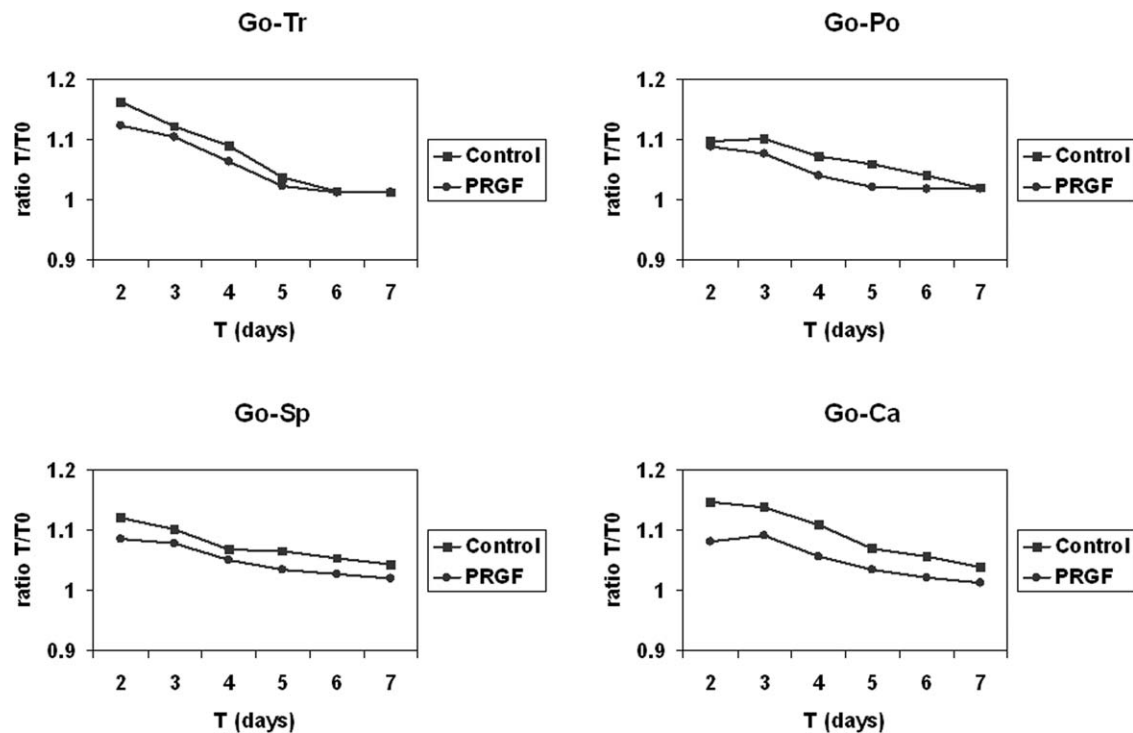 Go-Tr
1.2
1.1
1
0.9
ratio T/T0
2 3 4 5 6 7
T (days)
Control
PRGF
Go-Po
1.2
1.1
1
0.9
ratio T/T0
2 3 4 5 6 7
T (days)
Control
PRGF
Go-Sp
1.2
1.1
1
0.9
ratio T/T0
2 3 4 5 6 7
T (days)
Control
PRGF
Go-Ca
1.2
1.1
1
0.9
ratio T/T0
2 3 4 5 6 7
T (days)
Control
PRGF